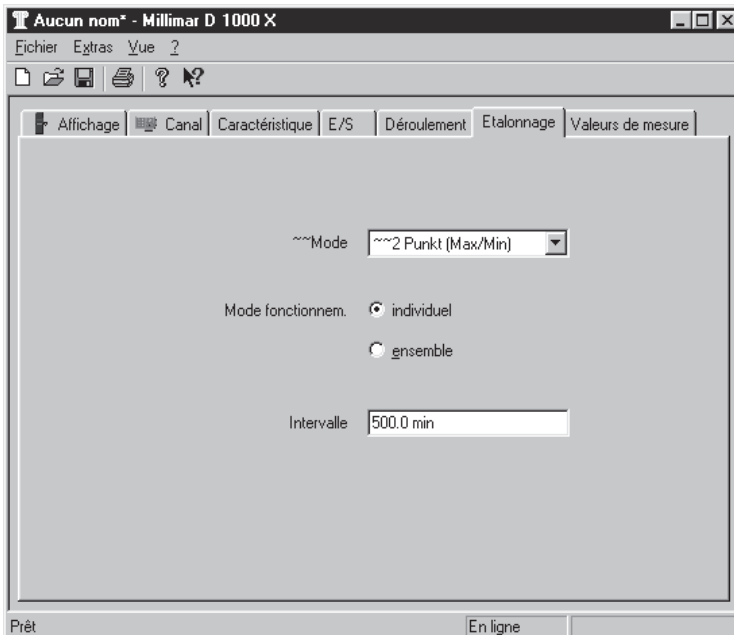 Aucun nom* - Millimar D 1000 X
Fichier Extras Vue ?
Affichage Canal Caractéristique E/S Déroulement Etalonnage Valeurs de mesure
~~Mode ~~2 Punkt (Max/Min)
Mode fonctionnem. individuel
ensemble
Intervalle 500.0 min
Prêt En ligne